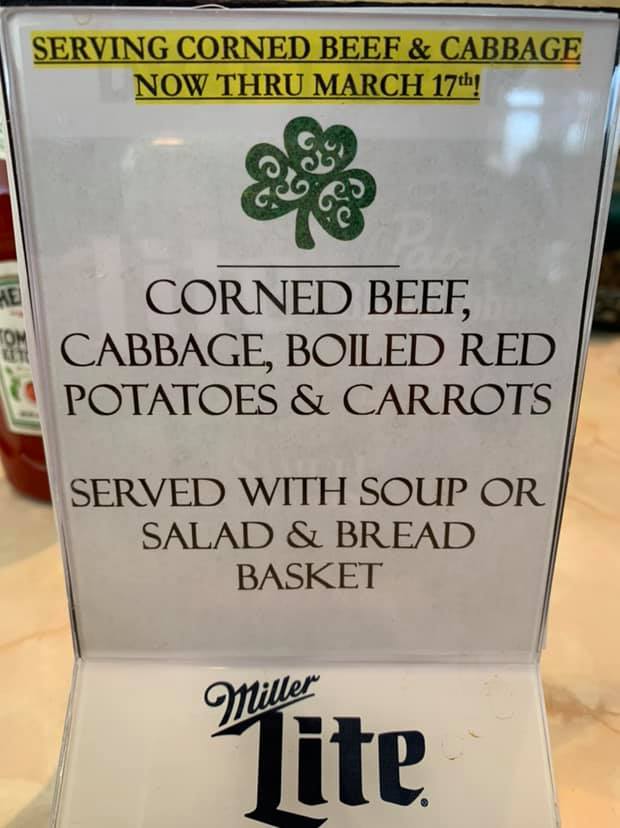 SERVING CORNED BEEF & CABBAGE
NOW THRU MARCH 17th!
CORNED BEEF,
CABBAGE, BOILED RED
POTATOES & CARROTS
SERVED WITH SOUP OR
SALAD & BREAD
BASKET
Miller
Lite
Pabst